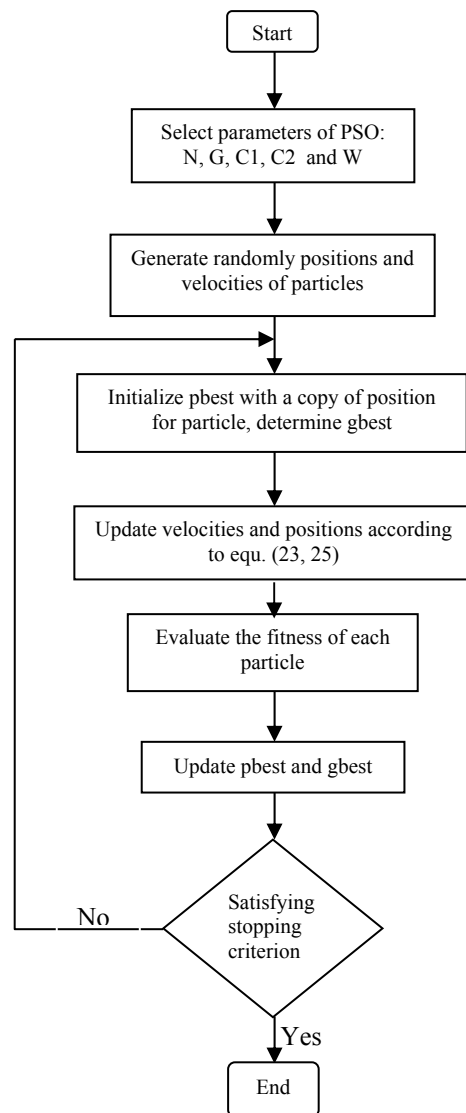 Start
Select parameters of PSO:
N, G, C1, C2 and W
Generate randomly positions and
velocities of particles
Initialize pbest with a copy of position
for particle, determine gbest
Update velocities and positions according
to equ. (23, 25)
Evaluate the fitness of each
particle
Update pbest and gbest
Satisfying
stopping
criterion
No
Yes
End